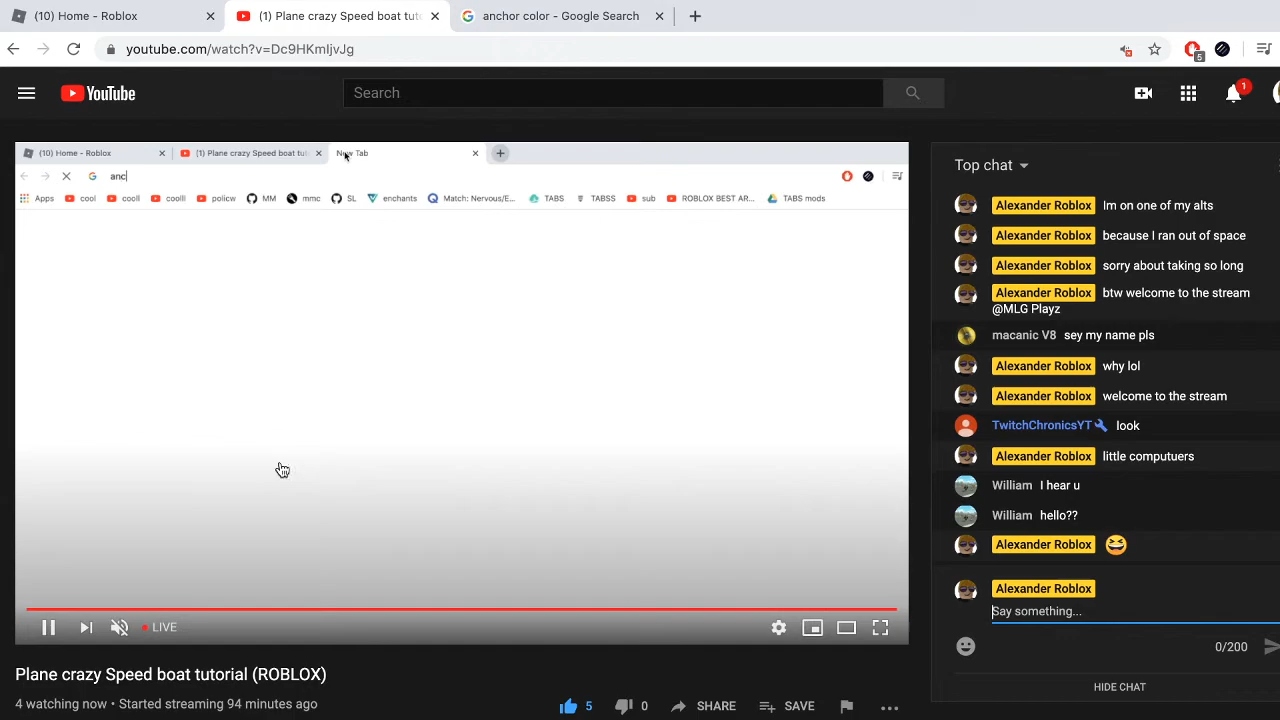 (10) Home - Roblox
(1) Plane crazy Speed boat tut
anchor color - Google Search
youtube.com/watch?v=Dc9HKmIjvJg
5
YouTube
Search
1
(10) Home - Roblox
(1) Plane crazy Speed boat tut
New Tab
anc
Apps
cool
cooll
coolli
policw
MM
mmc
SL
enchants
Match: Nervous/E...
TABS
TABSS
sub
ROBLOX BEST AR...
TABS mods
LIVE
Plane crazy Speed boat tutorial (ROBLOX)
4 watching now • Started streaming 94 minutes ago
5
0
SHARE
SAVE
Top chat
Alexander Roblox Im on one of my alts
Alexander Roblox because I ran out of space
Alexander Roblox sorry about taking so long
Alexander Roblox btw welcome to the stream
@MLG Playz
macanic V8 sey my name pls
Alexander Roblox why lol
Alexander Roblox welcome to the stream
TwitchChronicsYT look
Alexander Roblox little computuers
William I hear u
William hello??
Alexander Roblox 😆
Alexander Roblox
Say something...
0/200
HIDE CHAT